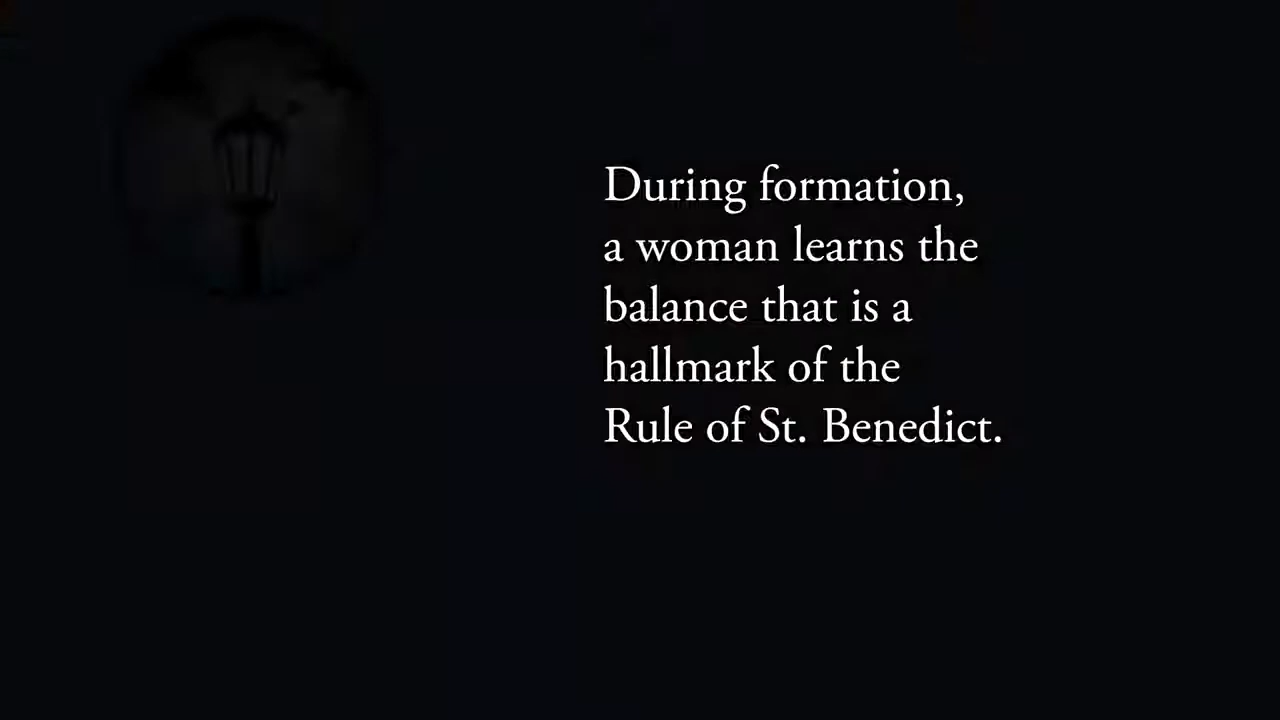 During formation,
a woman learns the
balance that is a
hallmark of the
Rule of St. Benedict.